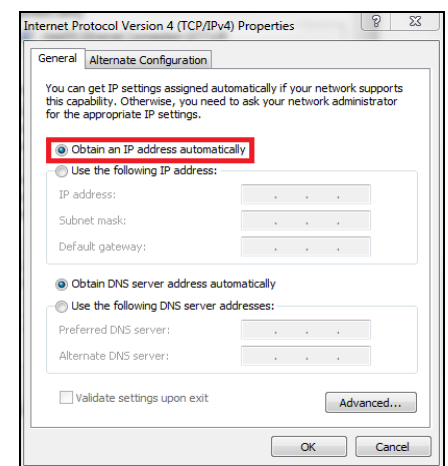 Internet Protocol Version 4 (TCP/IPv4) Properties
General
Alternate Configuration
You can get IP settings assigned automatically if your network supports
this capability. Otherwise, you need to ask your network administrator
for the appropriate IP settings.
Obtain an IP address automatically
Use the following IP address:
IP address:
Subnet mask:
Default gateway:
Obtain DNS server address automatically
Use the following DNS server addresses:
Preferred DNS server:
Alternate DNS server:
Validate settings upon exit
Advanced...
OK
Cancel